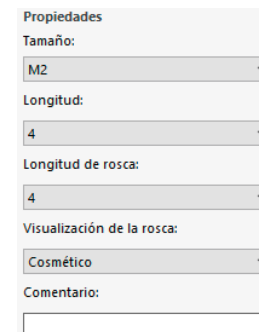 Propiedades
Tamaño:
M2
Longitud:
4
Longitud de rosca:
4
Visualización de la rosca:
Cosmético
Comentario: